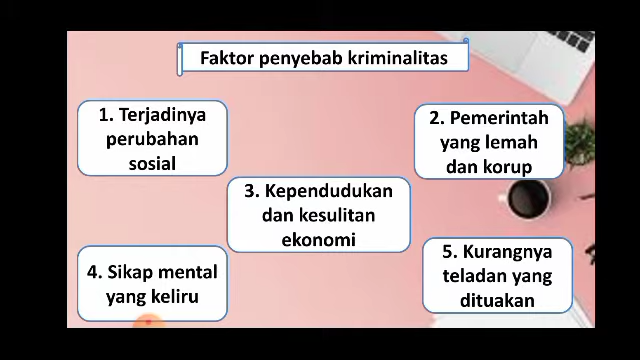 Faktor penyebab kriminalitas
1. Terjadinya
perubahan
sosial
2. Pemerintah
yang lemah
dan korup
3. Kependudukan
dan kesulitan
ekonomi
4. Sikap mental
yang keliru
5. Kurangnya
teladan yang
dituakan